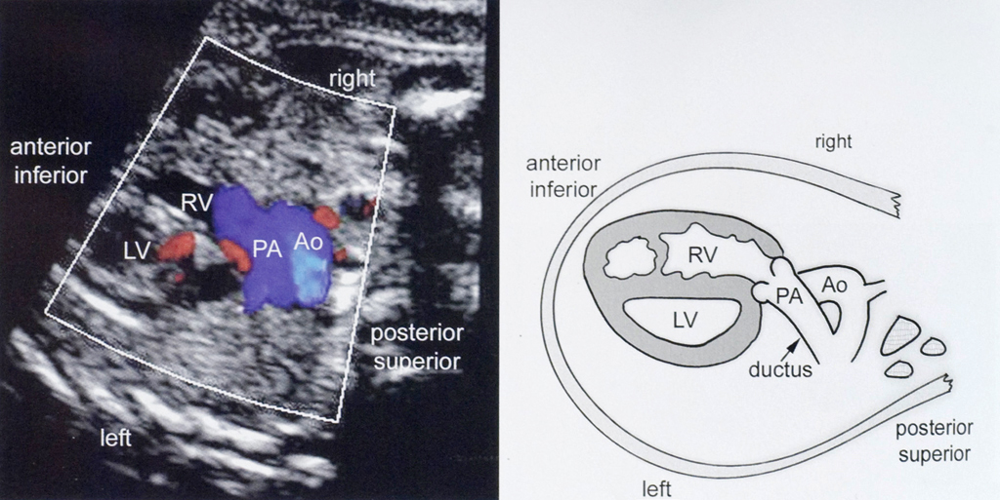 right
anterior
inferior
RV
LV
PA
Ao
posterior
superior
left
right
anterior
inferior
RV
LV
PA
Ao
ductus
posterior
superior
left